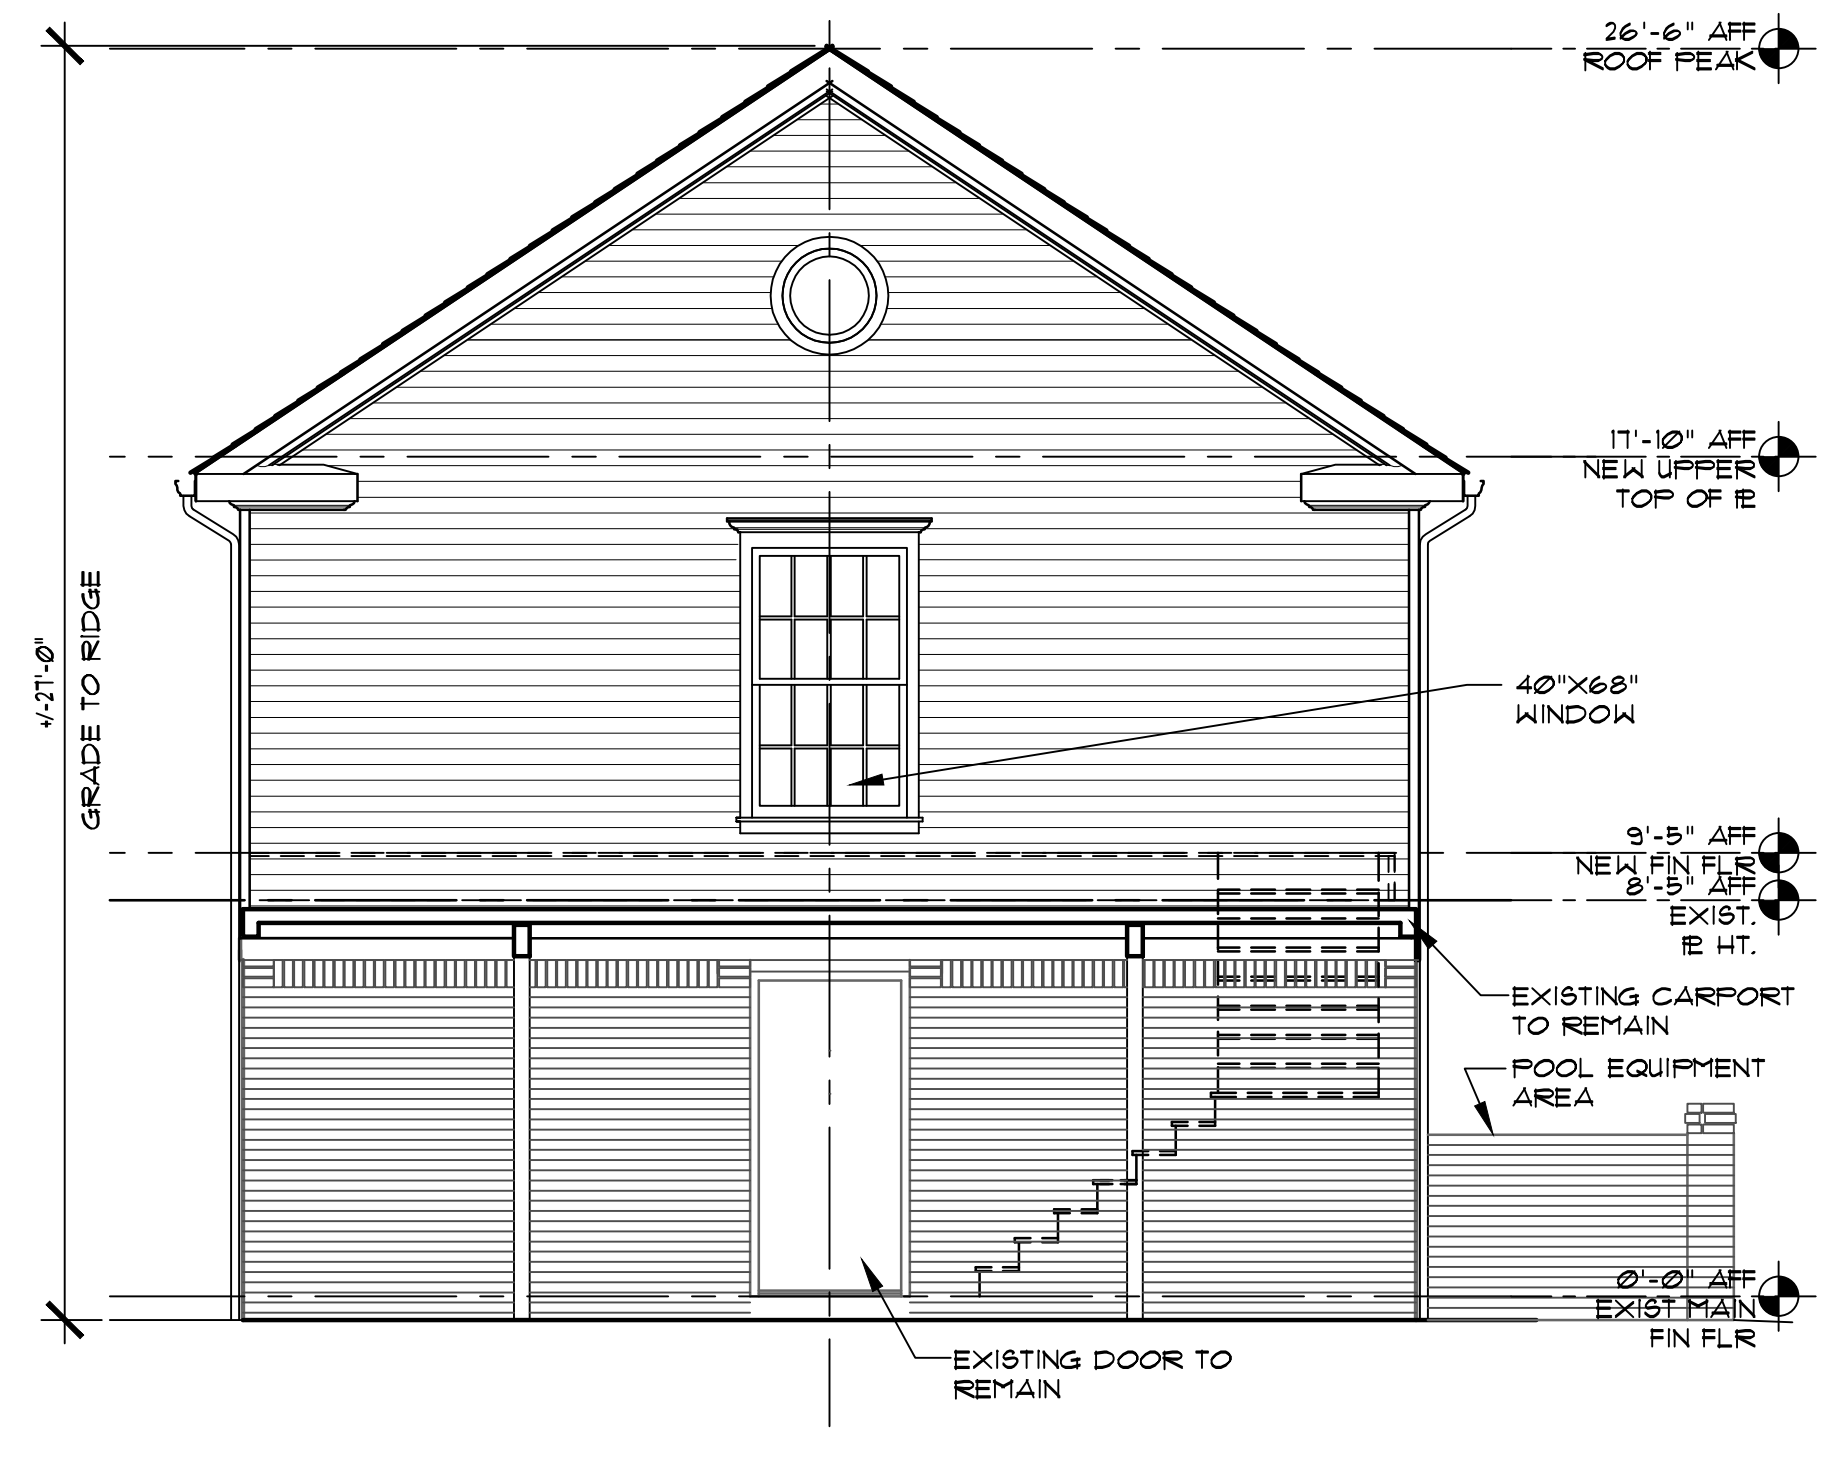 26'-6" AFF
ROOF PEAK
17'-10" AFF
NEW UPPER
TOP OF PL
+/-27'-0"
GRADE TO RIDGE
40"X68"
WINDOW
9'-5" AFF
NEW FIN FLR
8'-5" AFF
EXIST.
PL HT.
EXISTING CARPORT
TO REMAIN
POOL EQUIPMENT
AREA
0'-0" AFF
EXIST MAIN
FIN FLR
EXISTING DOOR TO
REMAIN